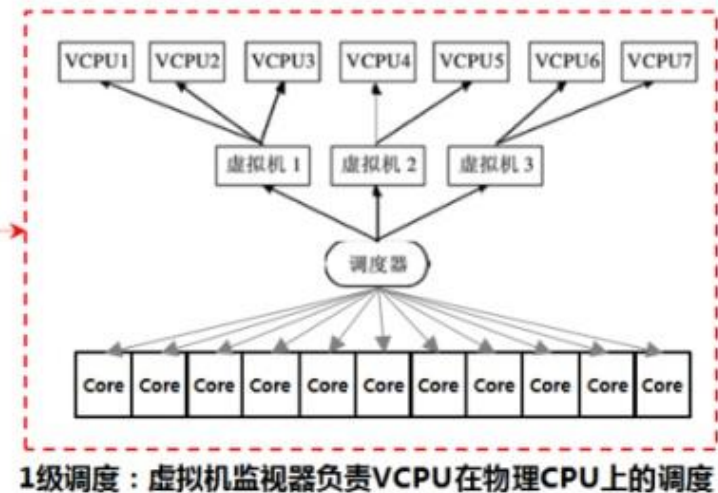 VCPU1 VCPU2 VCPU3 VCPU4 VCPU5 VCPU6 VCPU7
虚拟机 1 虚拟机 2 虚拟机 3
调度器
Core Core Core Core Core Core Core Core Core Core Core
1级调度：虚拟机监视器负责VCPU在物理CPU上的调度